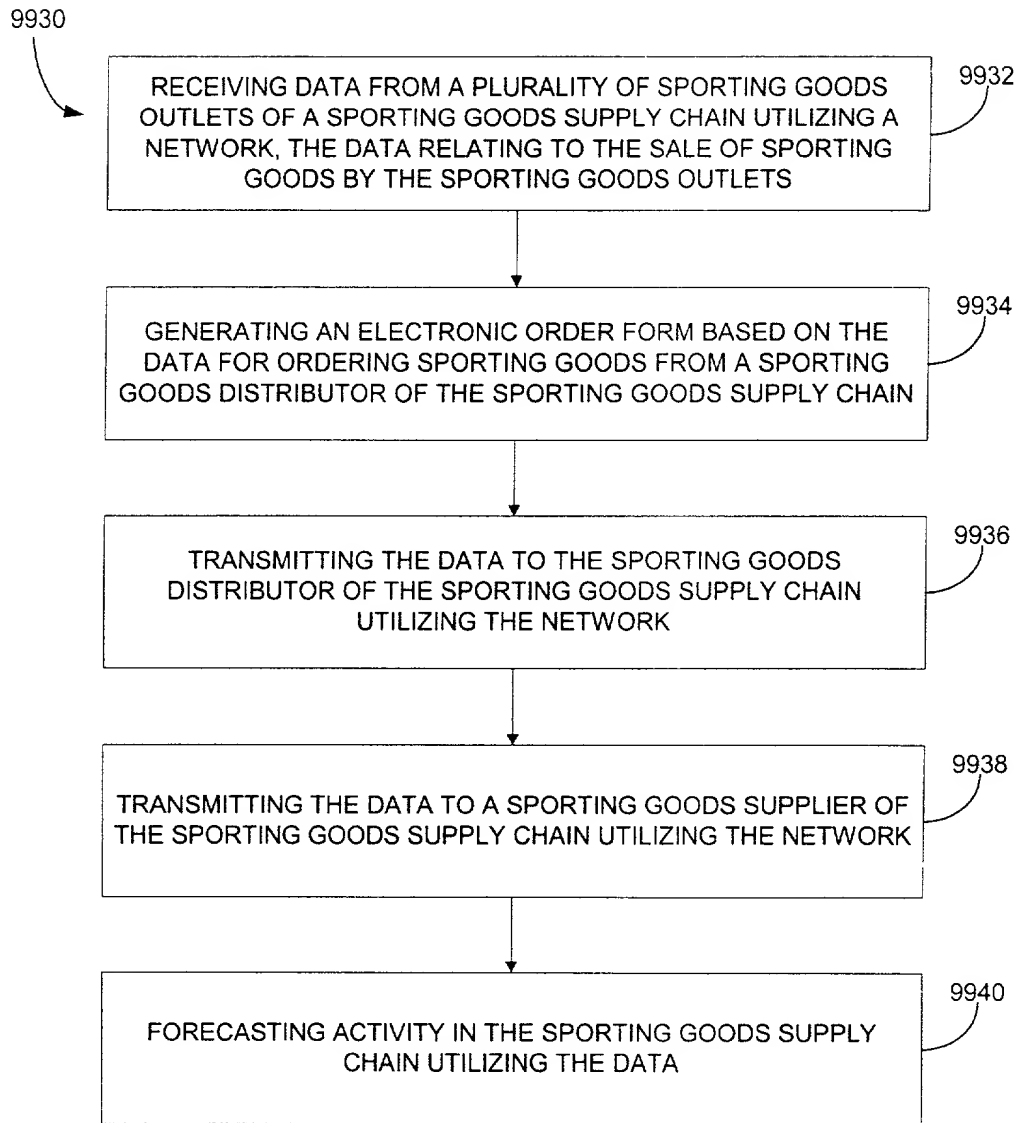 9930
RECEIVING DATA FROM A PLURALITY OF SPORTING GOODS
OUTLETS OF A SPORTING GOODS SUPPLY CHAIN UTILIZING A
NETWORK, THE DATA RELATING TO THE SALE OF SPORTING
GOODS BY THE SPORTING GOODS OUTLETS
9932
GENERATING AN ELECTRONIC ORDER FORM BASED ON THE
DATA FOR ORDERING SPORTING GOODS FROM A SPORTING
GOODS DISTRIBUTOR OF THE SPORTING GOODS SUPPLY CHAIN
9934
TRANSMITTING THE DATA TO THE SPORTING GOODS
DISTRIBUTOR OF THE SPORTING GOODS SUPPLY CHAIN
UTILIZING THE NETWORK
9936
TRANSMITTING THE DATA TO A SPORTING GOODS SUPPLIER OF
THE SPORTING GOODS SUPPLY CHAIN UTILIZING THE NETWORK
9938
FORECASTING ACTIVITY IN THE SPORTING GOODS SUPPLY
CHAIN UTILIZING THE DATA
9940